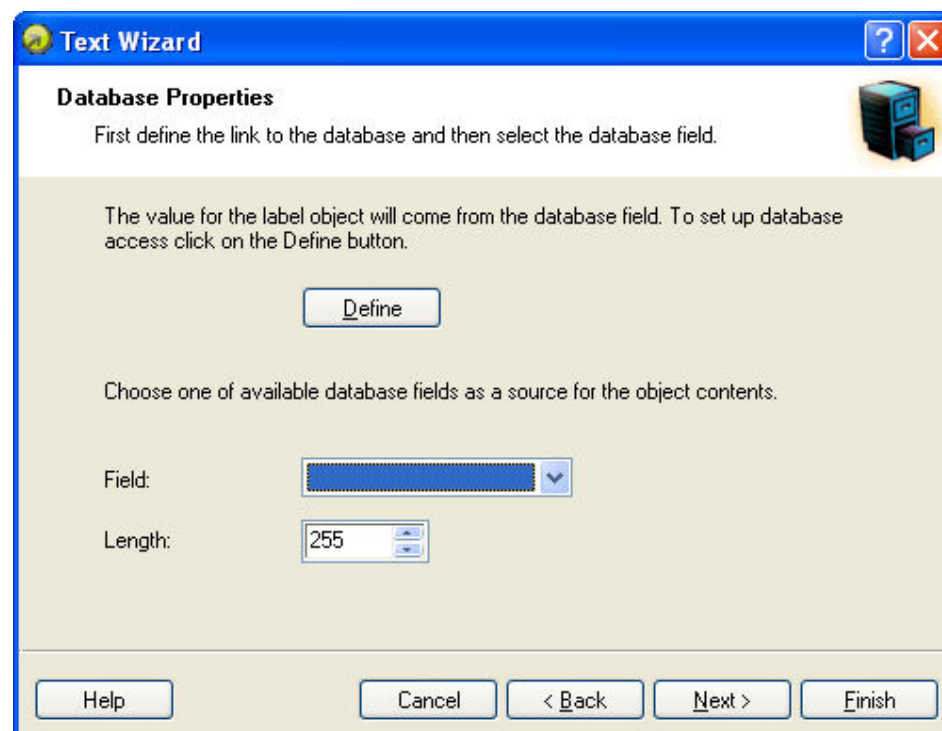 Text Wizard
?
Database Properties
First define the link to the database and then select the database field.
The value for the label object will come from the database field. To set up database
access click on the Define button.
Define
Choose one of available database fields as a source for the object contents.
Field:
Length:
255
Help
Cancel
< Back
Next >
Finish